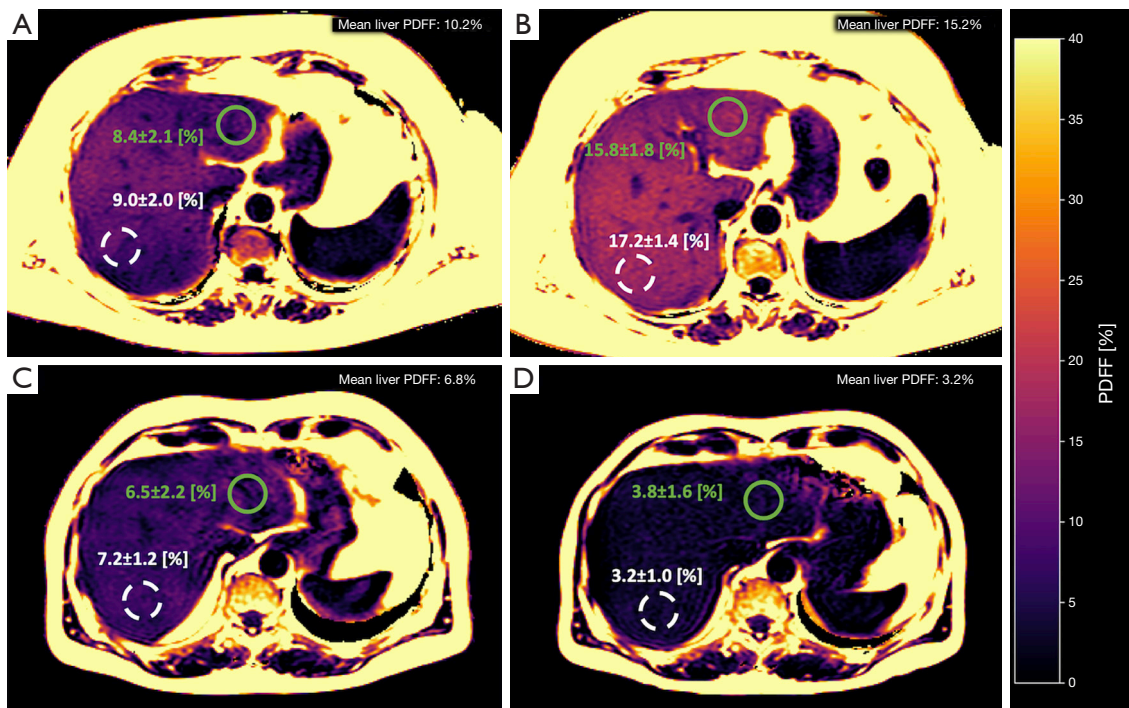 A
Mean liver PDFF: 10.2%
8.4±2.1 [%]
9.0±2.0 [%]
B
Mean liver PDFF: 15.2%
15.8±1.8 [%]
17.2±1.4 [%]
C
Mean liver PDFF: 6.8%
6.5±2.2 [%]
7.2±1.2 [%]
D
Mean liver PDFF: 3.2%
3.8±1.6 [%]
3.2±1.0 [%]
40
35
30
25
20
15
10
5
0
PDFF [%]